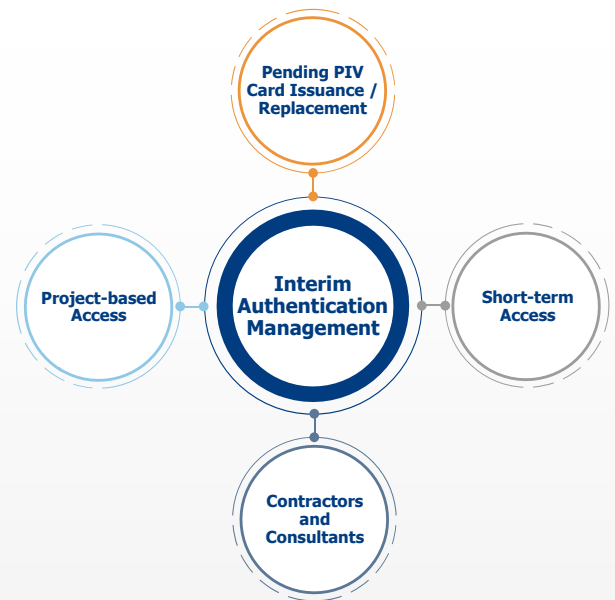 Pending PIV
Card Issuance /
Replacement
Project-based
Access
Interim
Authentication
Management
Short-term
Access
Contractors
and
Consultants